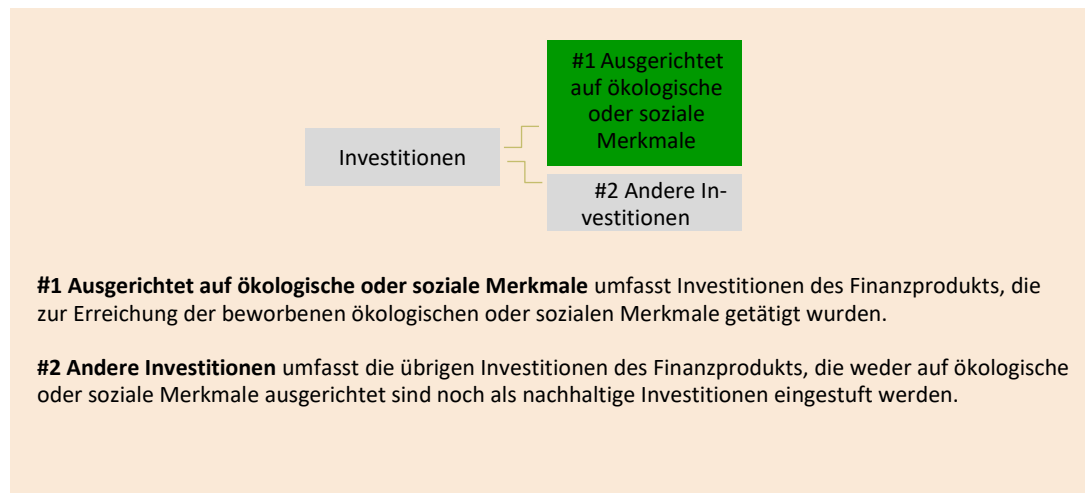 #1 Ausgerichtet
auf ökologische
oder soziale
Merkmale
Investitionen
#2 Andere In-
vestitionen
#1 Ausgerichtet auf ökologische oder soziale Merkmale umfasst Investitionen des Finanzprodukts, die
zur Erreichung der beworbenen ökologischen oder sozialen Merkmale getätigt wurden.
#2 Andere Investitionen umfasst die übrigen Investitionen des Finanzprodukts, die weder auf ökologische
oder soziale Merkmale ausgerichtet sind noch als nachhaltige Investitionen eingestuft werden.